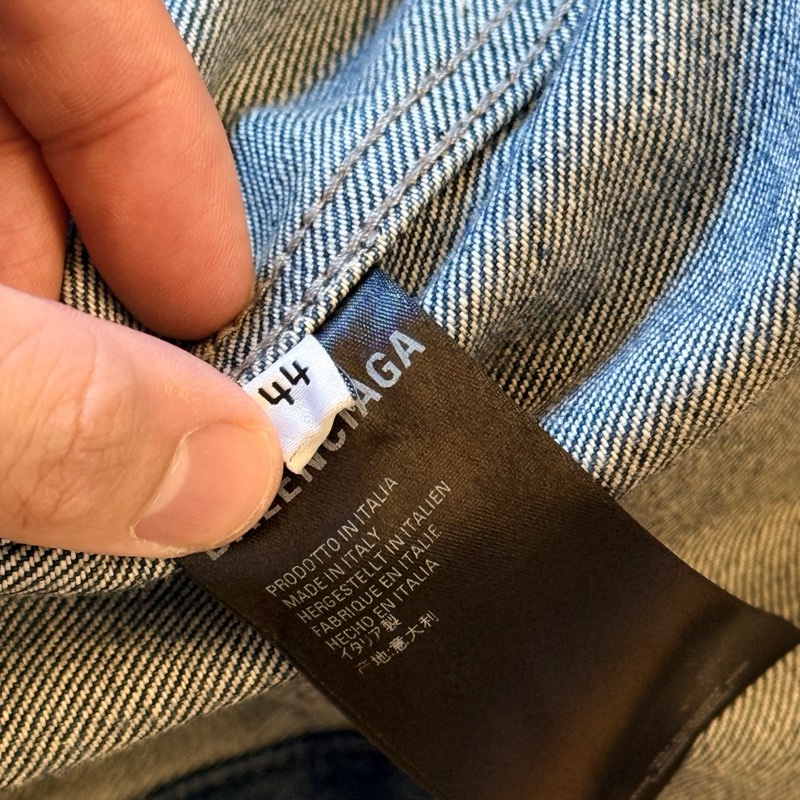 44
BALENCIAGA
PRODOTTO IN ITALIA
MADE IN ITALY
HERGESTELLT IN ITALIEN
FABRIQUE EN ITALIE
HECHO EN ITALIA
イタリア製
产地:意大利